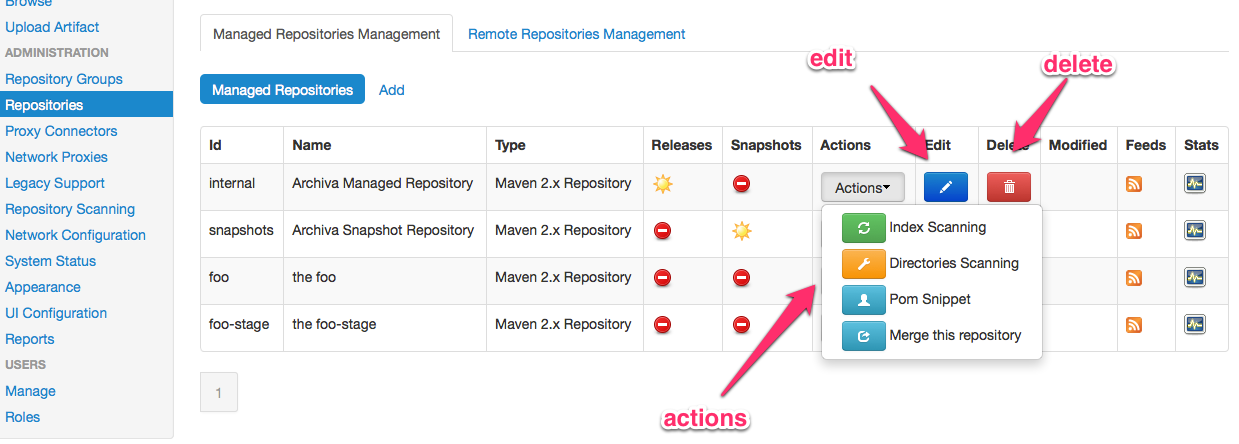 Browse
Upload Artifact
ADMINISTRATION
Repository Groups
Repositories
Proxy Connectors
Network Proxies
Legacy Support
Repository Scanning
Network Configuration
System Status
Appearance
UI Configuration
Reports
USERS
Manage
Roles
Managed Repositories Management Remote Repositories Management
edit
delete
Managed Repositories Add
Id Name Type Releases Snapshots Actions Edit Delete Modified Feeds Stats
internal Archiva Managed Repository Maven 2.x Repository Actions
snapshots Archiva Snapshot Repository Maven 2.x Repository
foo the foo Maven 2.x Repository
foo-stage the foo-stage Maven 2.x Repository
Index Scanning
Directories Scanning
Pom Snippet
Merge this repository
1
actions